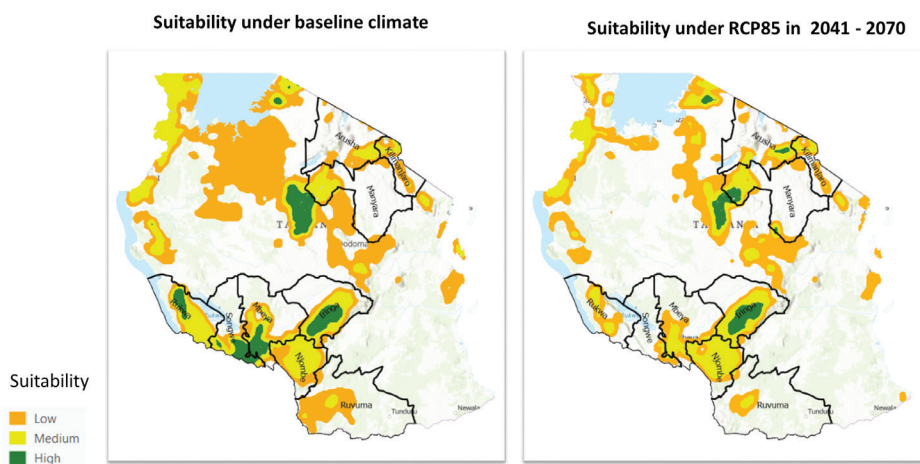 Suitability under baseline climate
Suitability under RCP85 in 2041 - 2070
Arusha
Kilimanjaro
Manyara
Dodoma
Rukwa
Songwe
Mbeya
Iringa
Njombe
Ruvuma
Tunduru
Newala
Arusha
Kilimanjaro
Manyara
Dodoma
Rukwa
Songwe
Mbeya
Iringa
Njombe
Ruvuma
Tunduru
Newala
Suitability
Low
Medium
High